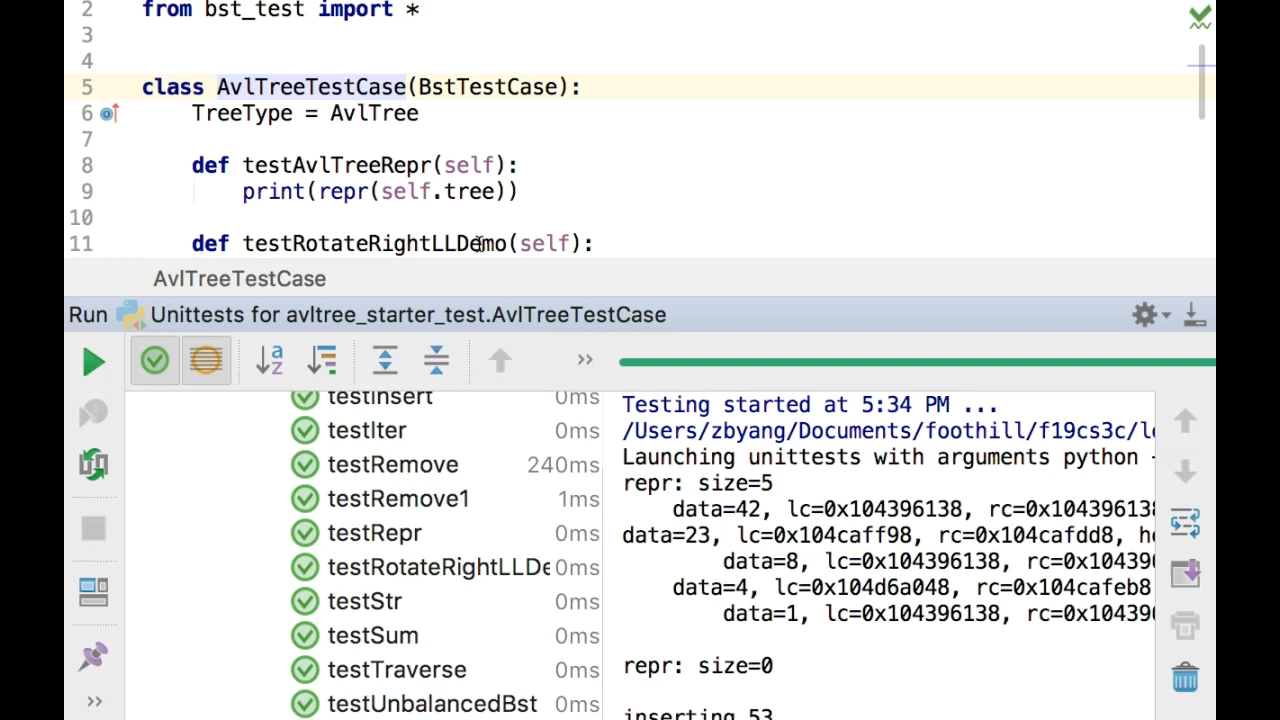 2 from bst_test import *
3
4
5 class AvlTreeTestCase(BstTestCase):
6 TreeType = AvlTree
7
8 def testAvlTreeRepr(self):
9 print(repr(self.tree))
10
11 def testRotateRightLLDemo(self):
AvlTreeTestCase
Run Unittests for avltree_starter_test.AvlTreeTestCase
testInsert 0ms
testIter 0ms
testRemove 240ms
testRemove1 1ms
testRepr 0ms
testRotateRightLLDe 0ms
testStr 0ms
testSum 0ms
testTraverse 0ms
testUnbalancedBst 0ms
Testing started at 5:34 PM ...
/Users/zbyang/Documents/foothill/f19cs3c/l
Launching unittests with arguments python -
repr: size=5
data=42, lc=0x104396138, rc=0x104396138
data=23, lc=0x104caff98, rc=0x104cafdd8, h
data=8, lc=0x104396138, rc=0x104396
data=4, lc=0x104d6a048, rc=0x104cafeb8
data=1, lc=0x104396138, rc=0x104396
repr: size=0
inserting 53